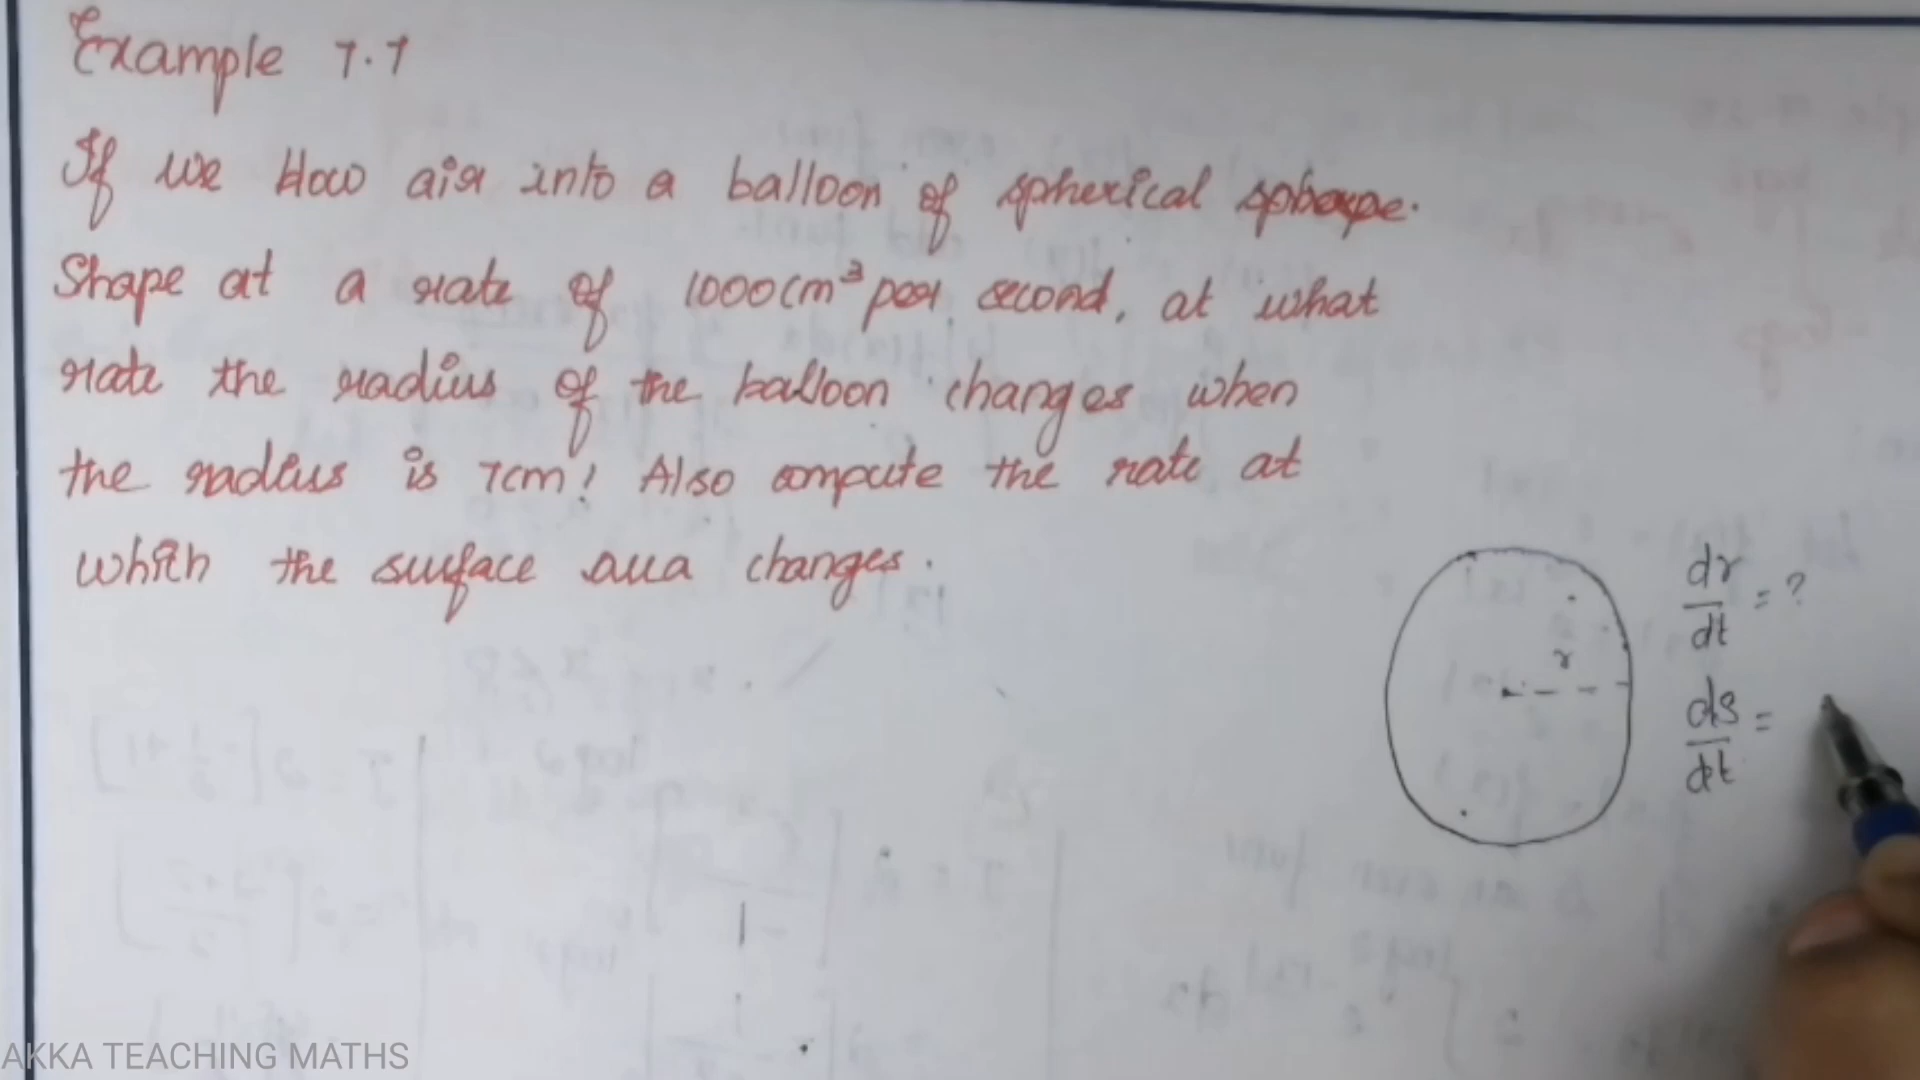 Example 7.7
If we blow air into a balloon of spherical
Shape at a rate of 1000cm³ per second, at what
rate the radius of the balloon changes when
the radius is 7cm? Also compute the rate at
which the surface area changes.
dr/dt = ?
r
ds/dt =
AKKA TEACHING MATHS